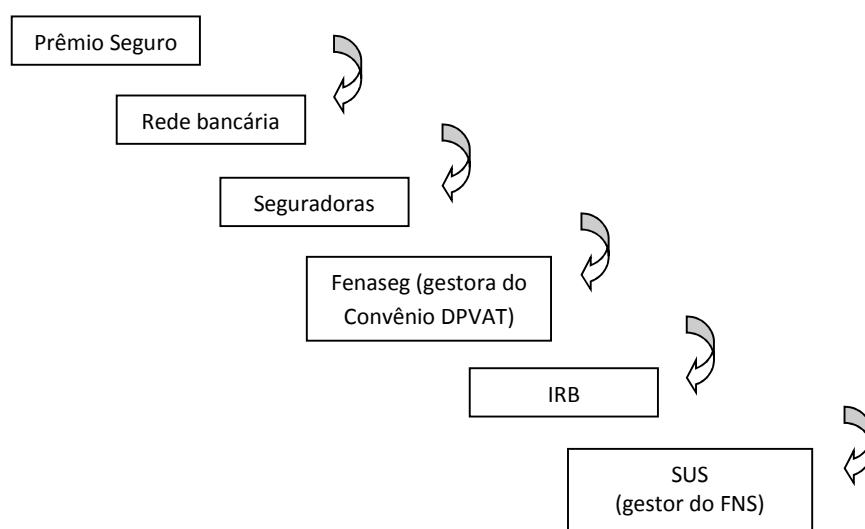 Prêmio Seguro
Rede bancária
Seguradoras
Fenaseg (gestora do
Convênio DPVAT)
IRB
SUS
(gestor do FNS)